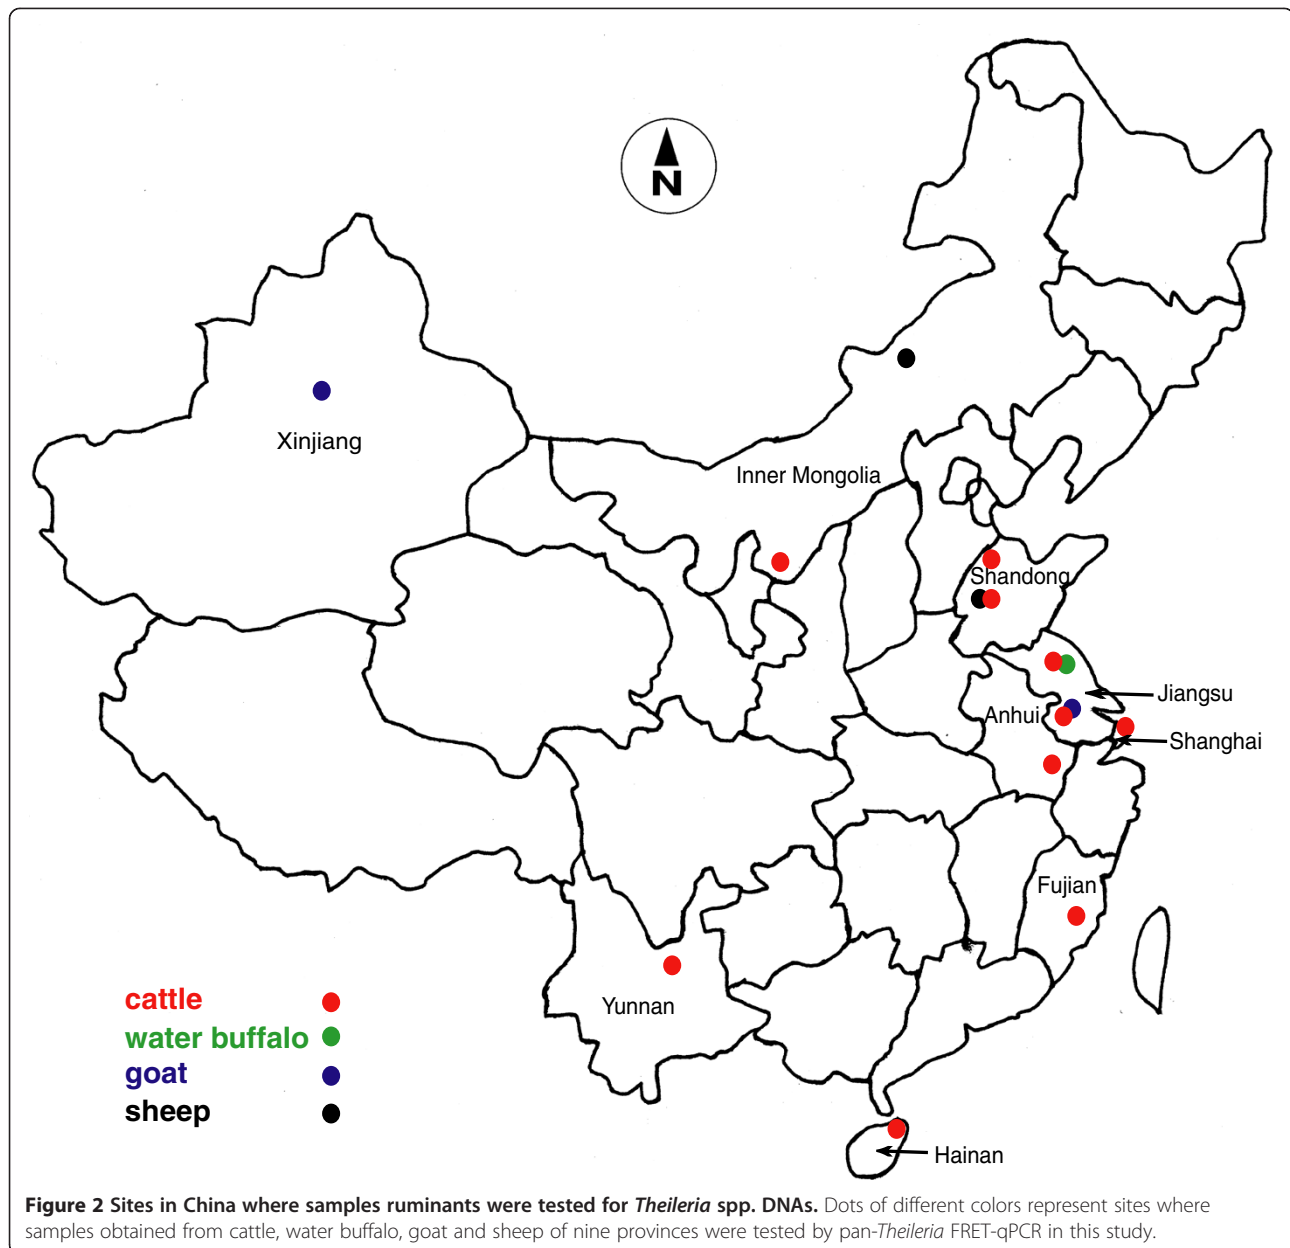 N
Xinjiang
Inner Mongolia
Shandong
Jiangsu
Anhui
Shanghai
Fujian
Yunnan
cattle
water buffalo
goat
sheep
Hainan
Figure 2 Sites in China where samples ruminants were tested for Theileria spp. DNAs. Dots of different colors represent sites where
samples obtained from cattle, water buffalo, goat and sheep of nine provinces were tested by pan-Theileria FRET-qPCR in this study.